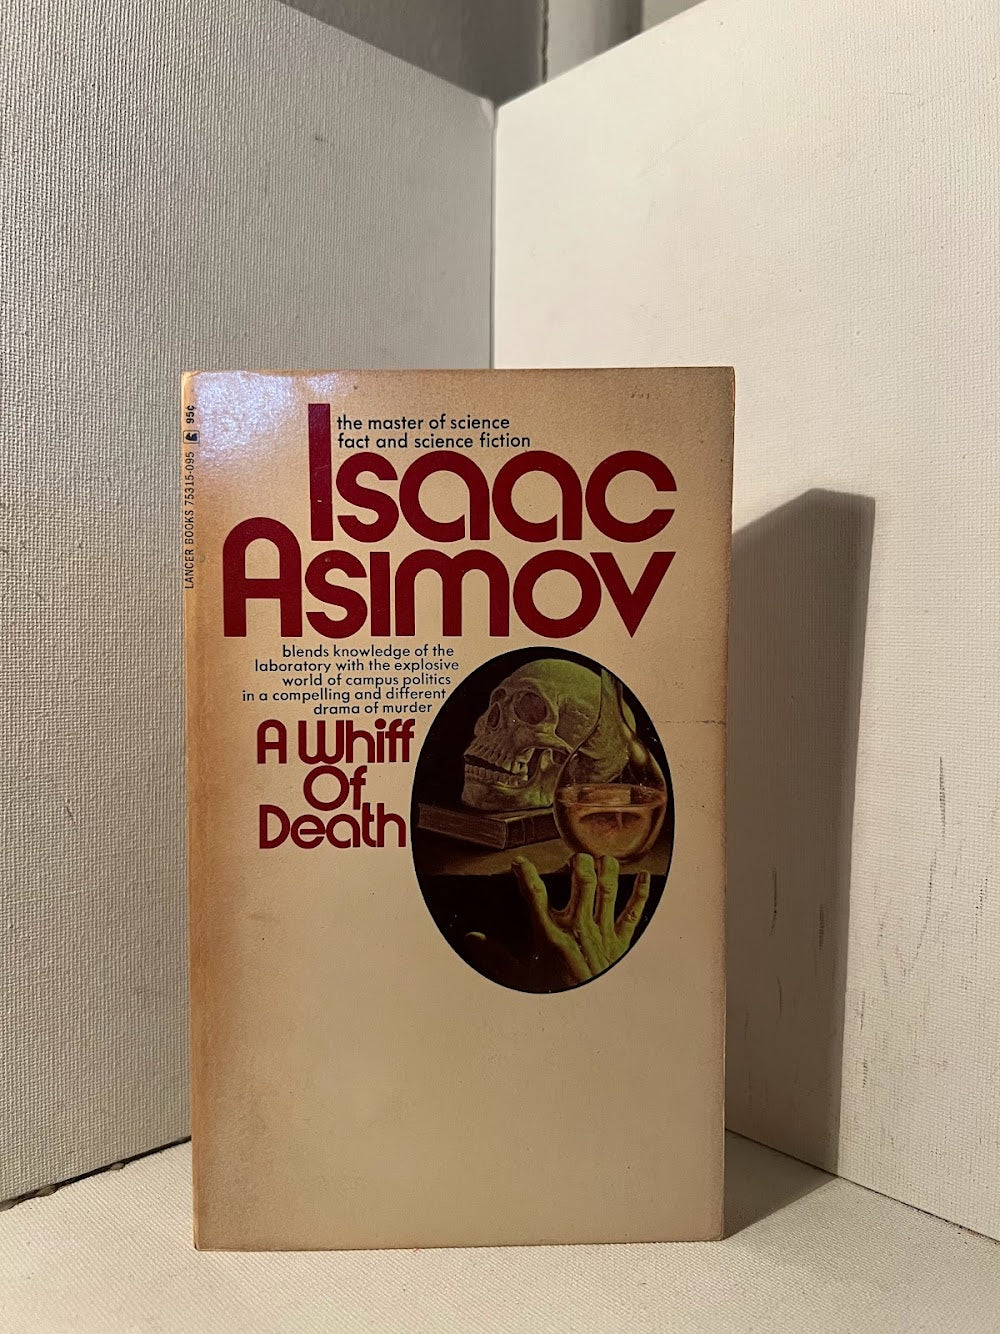 LANCER BOOKS 75315-095 95¢
the master of science
fact and science fiction
Isaac
Asimov
blends knowledge of the
laboratory with the explosive
world of campus politics
in a compelling and different
drama of murder
A Whiff
Of
Death